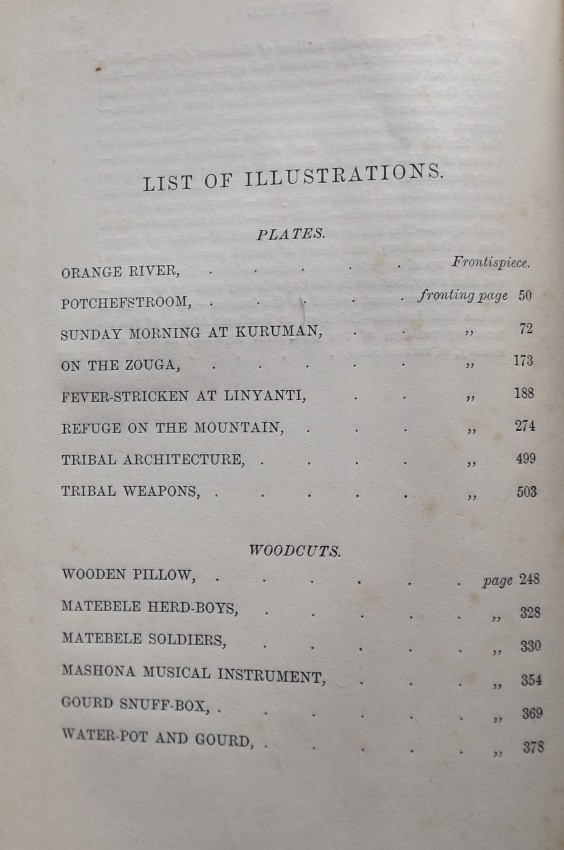 LIST OF ILLUSTRATIONS.
PLATES.
ORANGE RIVER, . . . . . Frontispiece.
POTCHEFSTROOM, . . . . . fronting page 50
SUNDAY MORNING AT KURUMAN, . . „ 72
ON THE ZOUGA, . . . . . „ 173
FEVER-STRICKEN AT LINYANTI, . . „ 188
REFUGE ON THE MOUNTAIN, . . . „ 274
TRIBAL ARCHITECTURE, . . . . „ 499
TRIBAL WEAPONS, . . . . . „ 503
WOODCUTS.
WOODEN PILLOW, . . . . . . page 248
MATEBELE HERD-BOYS, . . . . . „ 328
MATEBELE SOLDIERS, . . . . . „ 330
MASHONA MUSICAL INSTRUMENT, . . . „ 354
GOURD SNUFF-BOX, . . . . . . „ 369
WATER-POT AND GOURD, . . . . . „ 378